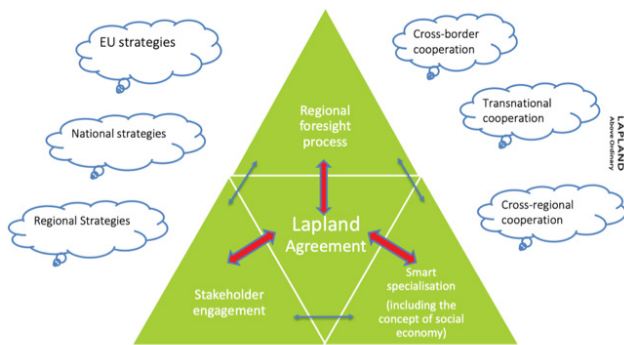 EU strategies
National strategies
Regional Strategies
Regional
foresight
process
Lapland
Agreement
Stakeholder
engagement
Smart
specialisation
(including the
concept of social
economy)
Cross-border
cooperation
Transnational
cooperation
Cross-regional
cooperation
LAPLAND
Above Ordinary